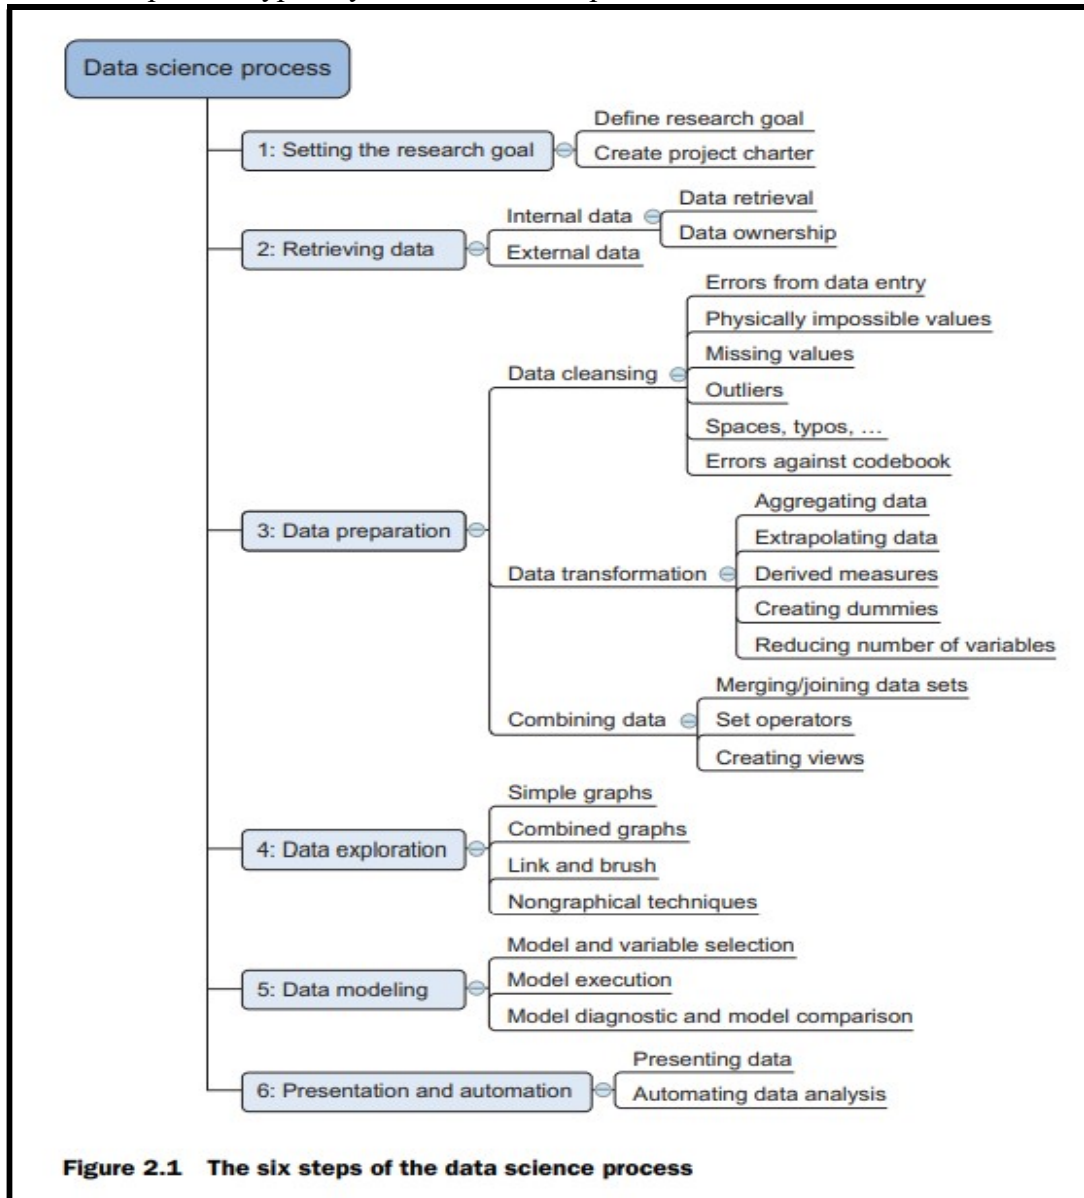 Data science process
1: Setting the research goal
Define research goal
Create project charter
2: Retrieving data
Internal data
Data retrieval
Data ownership
External data
3: Data preparation
Data cleansing
Errors from data entry
Physically impossible values
Missing values
Outliers
Spaces, typos, …
Errors against codebook
Data transformation
Aggregating data
Extrapolating data
Derived measures
Creating dummies
Reducing number of variables
Combining data
Merging/joining data sets
Set operators
Creating views
4: Data exploration
Simple graphs
Combined graphs
Link and brush
Nongraphical techniques
5: Data modeling
Model and variable selection
Model execution
Model diagnostic and model comparison
6: Presentation and automation
Presenting data
Automating data analysis
Figure 2.1 The six steps of the data science process